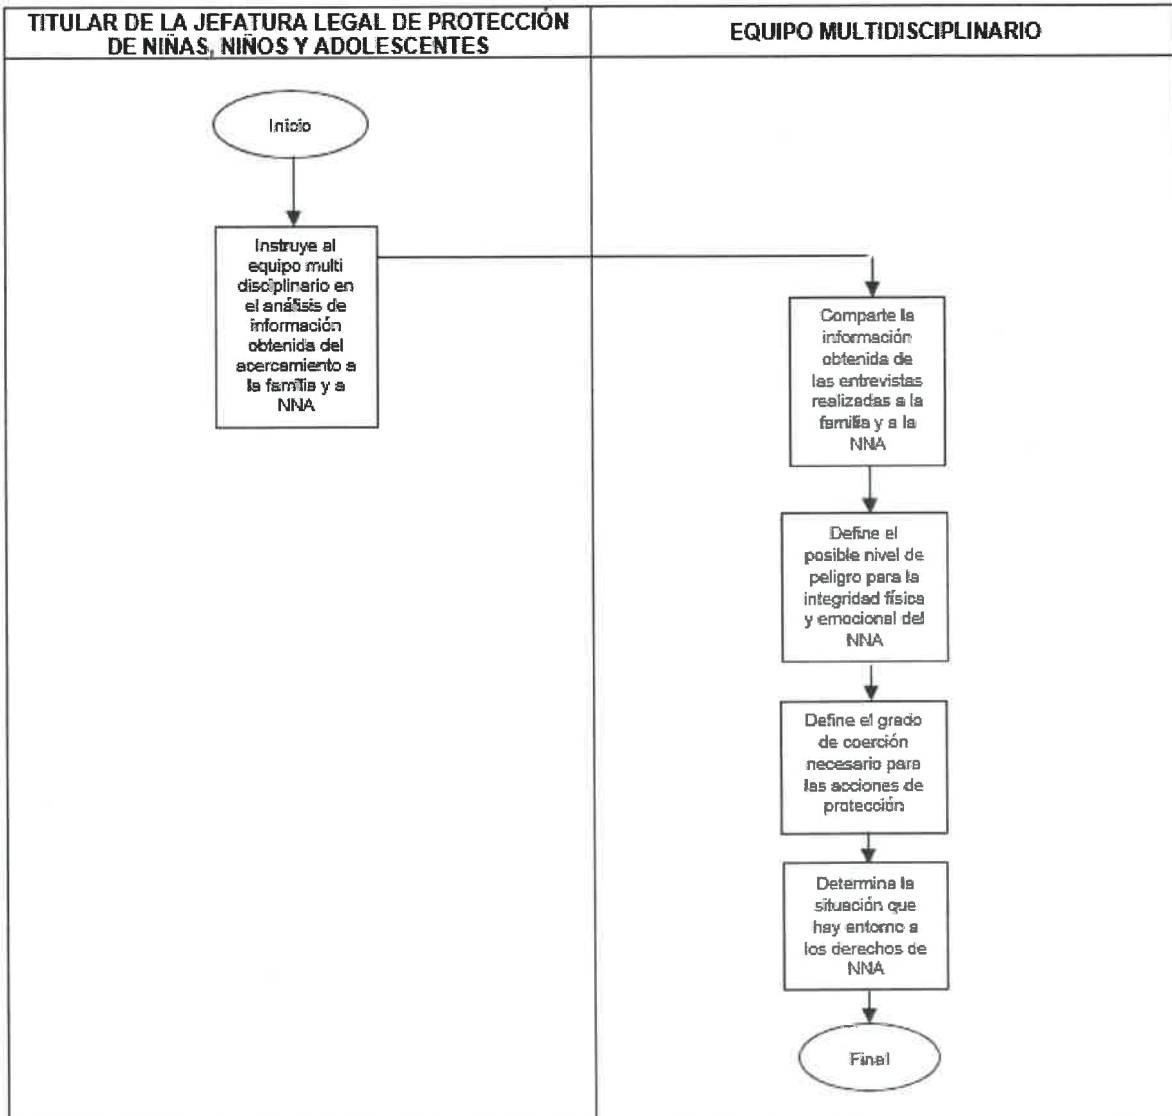 TITULAR DE LA JEFATURA LEGAL DE PROTECCIÓN
DE NIÑAS, NIÑOS Y ADOLESCENTES
EQUIPO MULTIDISCIPLINARIO
Inicio
Instruye al
equipo multi
disciplinario en
el análisis de
información
obtenida del
acercamiento a
la familia y a
NNA
Comparte la
información
obtenida de
las entrevistas
realizadas a la
familia y a la
NNA
Define el
posible nivel de
peligro para la
integridad física
y emocional del
NNA
Define el grado
de coerción
necesario para
las acciones de
protección
Determina la
situación que
hay entorno a
los derechos de
NNA
Final